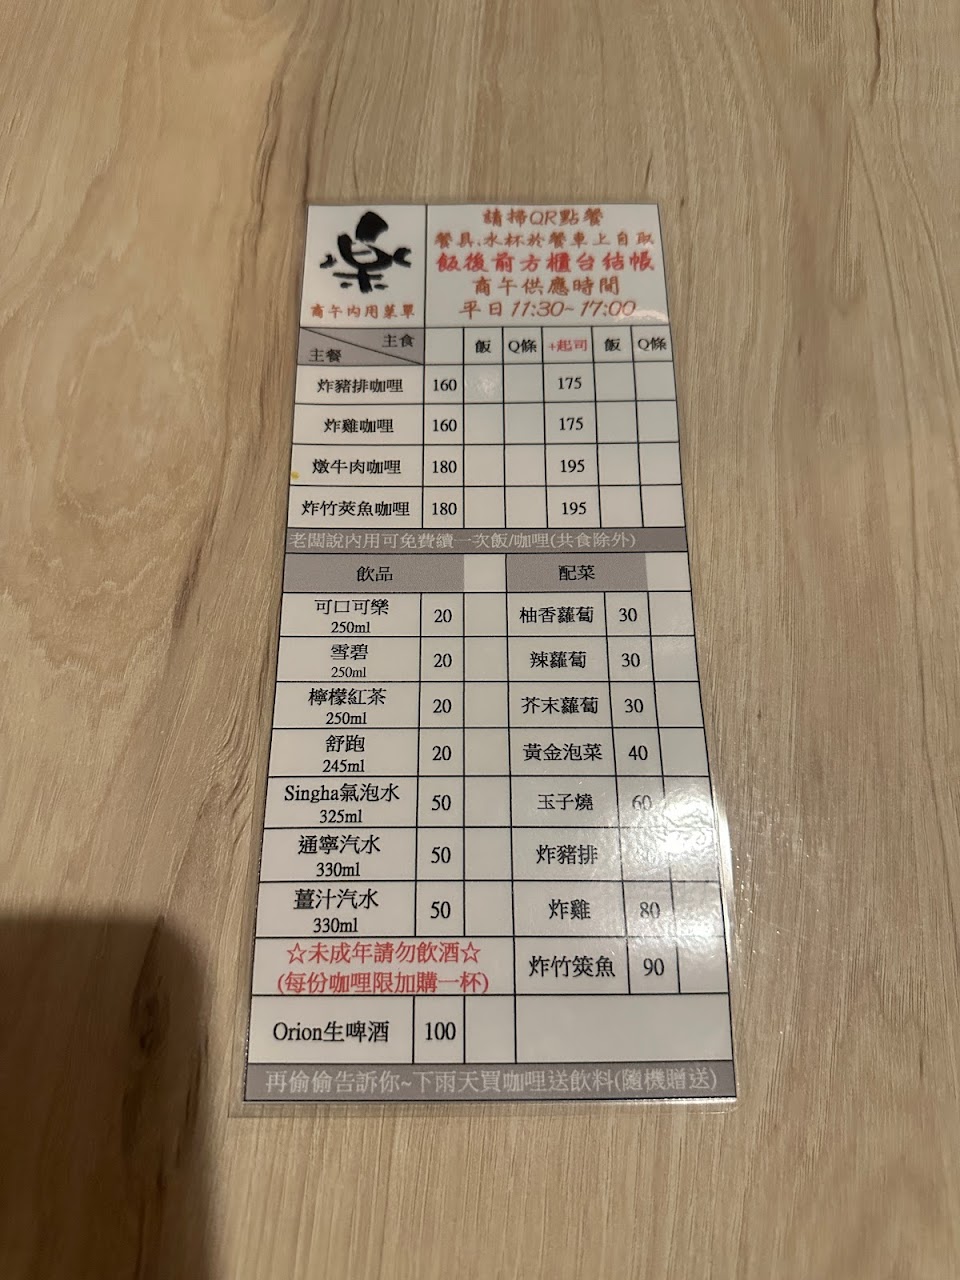 楽
商午內用菜單
請掃QR點餐
餐具、水杯於餐車上自取
飯後前方櫃台結帳
商午供應時間
平日11:30~17:00
主食
主餐
飯 Q條 +起司 飯 Q條
炸豬排咖哩 160 175
炸雞咖哩 160 175
燉牛肉咖哩 180 195
炸竹莢魚咖哩 180 195
老闆說內用可免費續一次飯/咖哩(共食除外)
飲品 配菜
可口可樂 20 柚香蘿蔔 30
250ml
雪碧 20 辣蘿蔔 30
250ml
檸檬紅茶 20 芥末蘿蔔 30
250ml
舒跑 20 黃金泡菜 40
245ml
Singha氣泡水 50 玉子燒 60
325ml
通寧汽水 50 炸豬排
330ml
薑汁汽水 50 炸雞 80
330ml
☆未成年請勿飲酒☆
(每份咖哩限加購一杯)
炸竹筴魚 90
Orion生啤酒 100
再偷偷告訴你~下雨天買咖哩送飲料(隨機贈送)